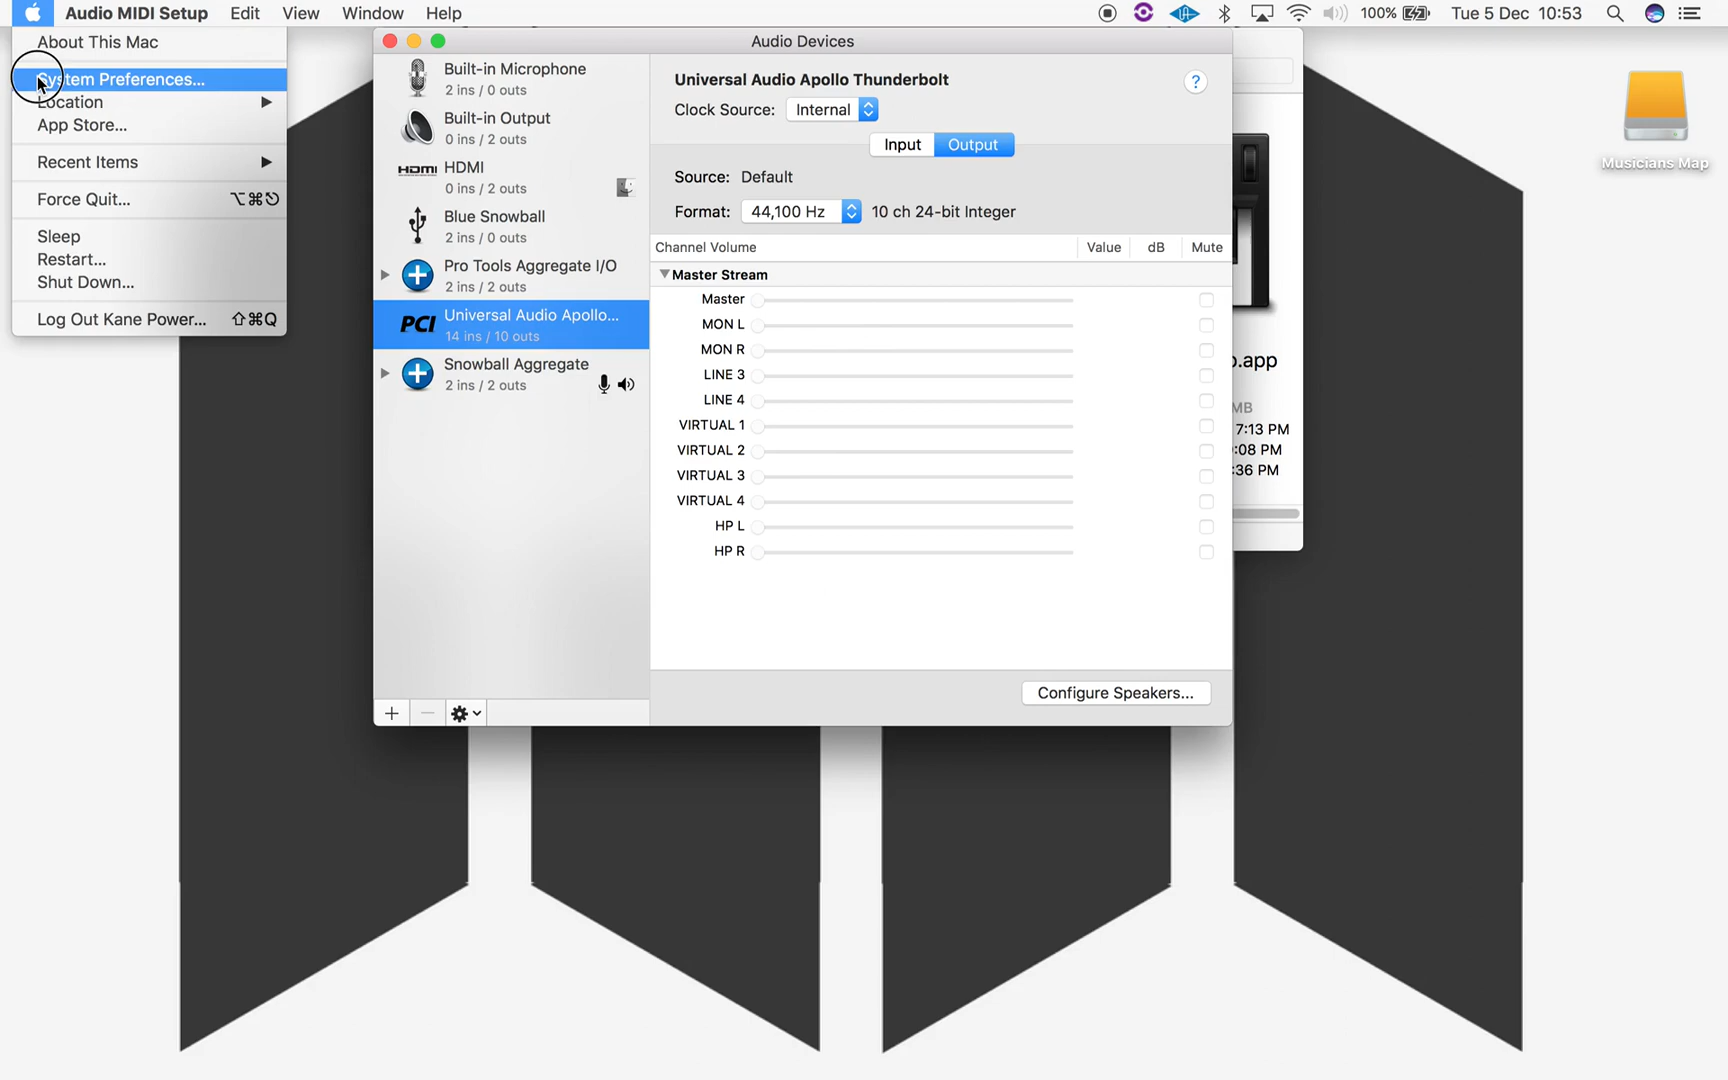 Audio MIDI Setup Edit View Window Help 100% Tue 5 Dec 10:53
About This Mac
System Preferences...
Location
App Store...
Recent Items
Force Quit... ⌥⌘⎋
Sleep
Restart...
Shut Down...
Log Out Kane Power... ⇧⌘Q
Audio Devices
Built-in Microphone
2 ins / 0 outs
Built-in Output
0 ins / 2 outs
HDMI HDMI
0 ins / 2 outs
Blue Snowball
2 ins / 0 outs
Pro Tools Aggregate I/O
2 ins / 2 outs
PCI Universal Audio Apollo...
14 ins / 10 outs
Snowball Aggregate
2 ins / 2 outs
Universal Audio Apollo Thunderbolt ?
Clock Source: Internal
Input Output
Source: Default
Format: 44,100 Hz 10 ch 24-bit Integer
Channel Volume Value dB Mute
Master Stream
Master
MON L
MON R
LINE 3
LINE 4
VIRTUAL 1
VIRTUAL 2
VIRTUAL 3
VIRTUAL 4
HP L
HP R
Configure Speakers...
.app
MB
7:13 PM
:08 PM
:36 PM
Musicians Map